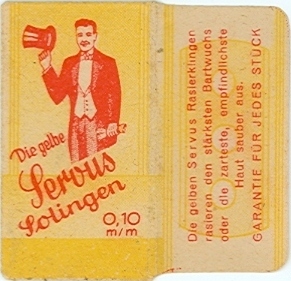 Die gelbe
Servus
Solingen
0,10
m/m
Die gelben Servus Rasierklingen
rasieren den stärksten Bartwuchs
oder die zarteste, empfindlichste
Haut sauber aus.
GARANTIE FÜR JEDES STÜCK